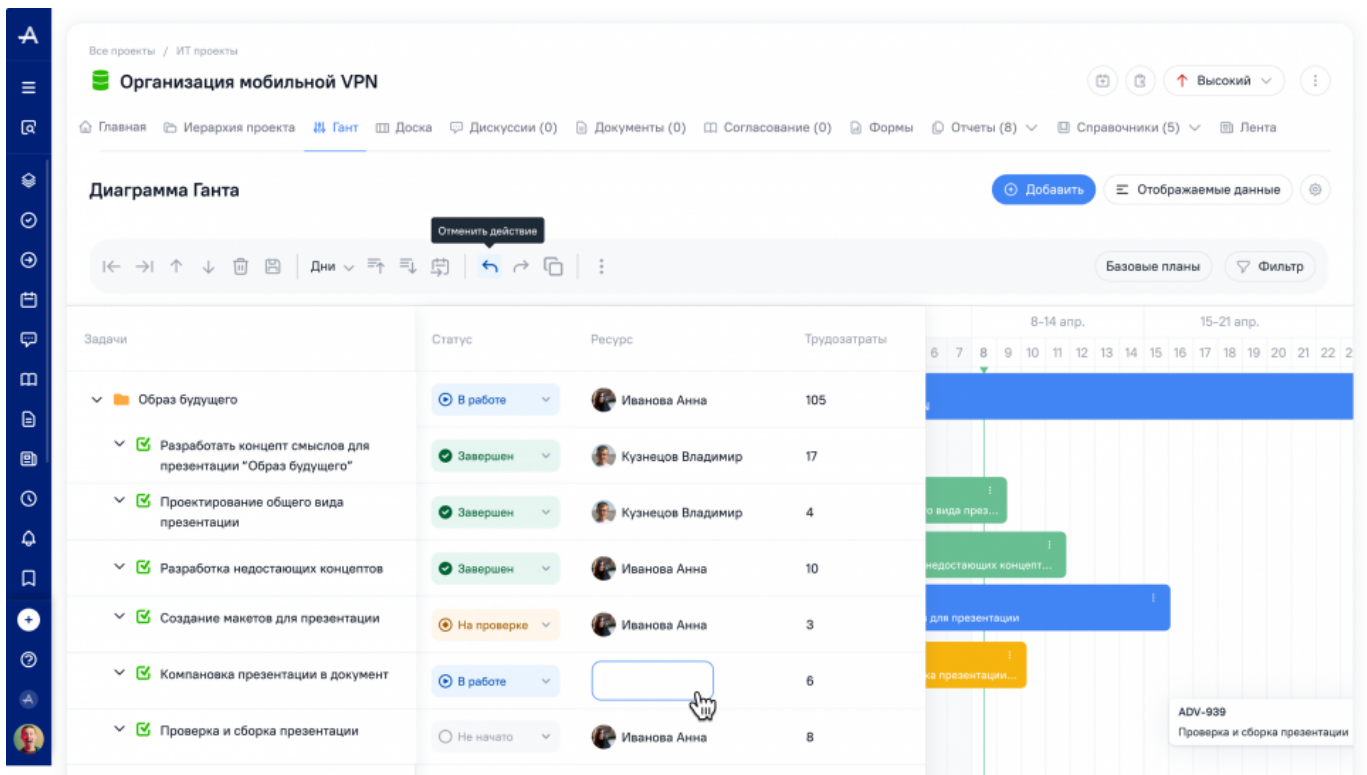 Все проекты / ИТ проекты
Организация мобильной VPN
Высокий
Главная Иерархия проекта Гант Доска Дискуссии (0) Документы (0) Согласование (0) Формы Отчеты (8) Справочники (5) Лента
Диаграмма Ганта
Добавить Отображаемые данные
Отменить действие
Дни
Базовые планы Фильтр
Задачи Статус Ресурс Трудозатраты
8-14 апр. 15-21 апр.
6 7 8 9 10 11 12 13 14 15 16 17 18 19 20 21 22 2
Образ будущего В работе Иванова Анна 105
Разработать концепт смыслов для
презентации "Образ будущего"
Завершен Кузнецов Владимир 17
Проектирование общего вида
презентации
Завершен Кузнецов Владимир 4
о вида през...
Разработка недостающих концептов Завершен Иванова Анна 10
недостающих концепт...
Создание макетов для презентации На проверке Иванова Анна 3
для презентации
Компановка презентации в документ В работе 6
ка презентации...
Проверка и сборка презентации Не начато Иванова Анна 8
ADV-939
Проверка и сборка презентации